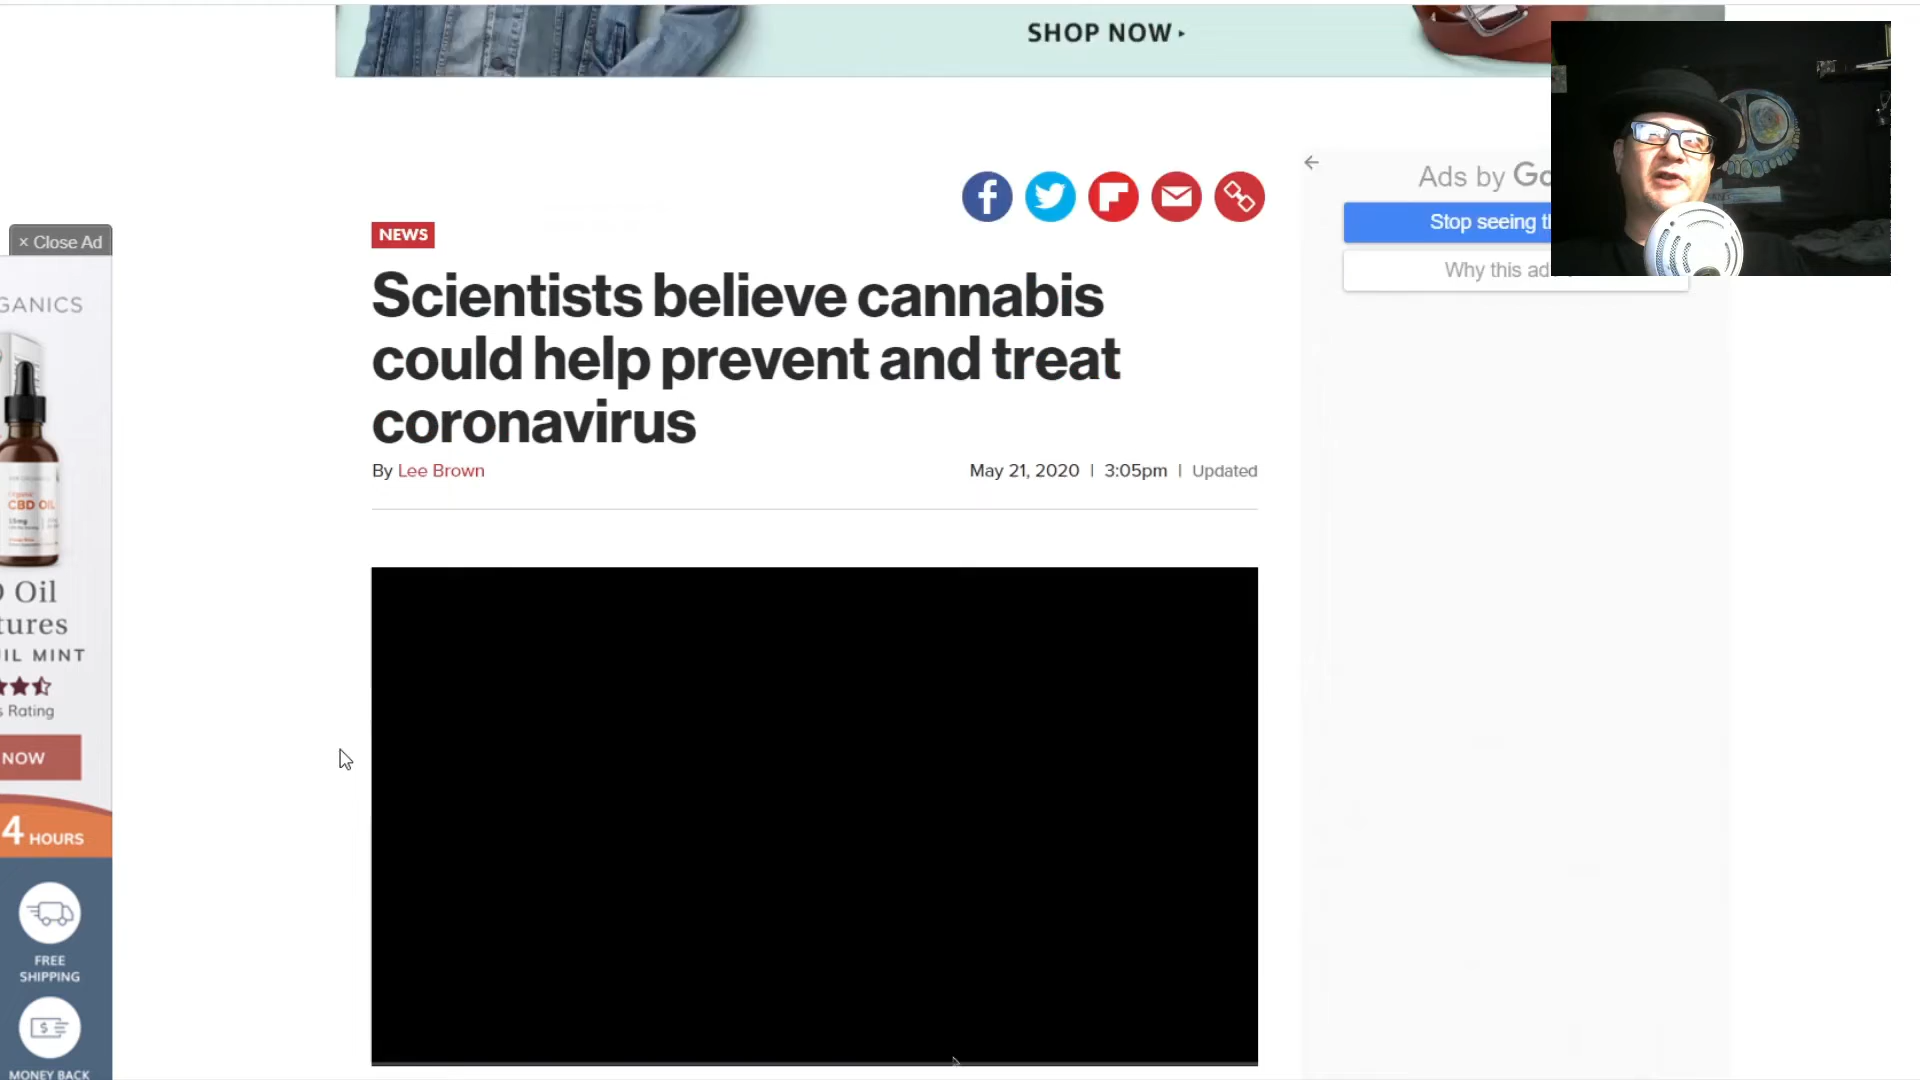 SHOP NOW
Ads by
Stop seeing
Why this ad
NEWS
Scientists believe cannabis
could help prevent and treat
coronavirus
By Lee Brown
May 21, 2020 | 3:05pm | Updated
× Close Ad
GANICS
CBD OIL
Oil
tures
MINT
Rating
NOW
4 HOURS
FREE
SHIPPING
MONEY BACK